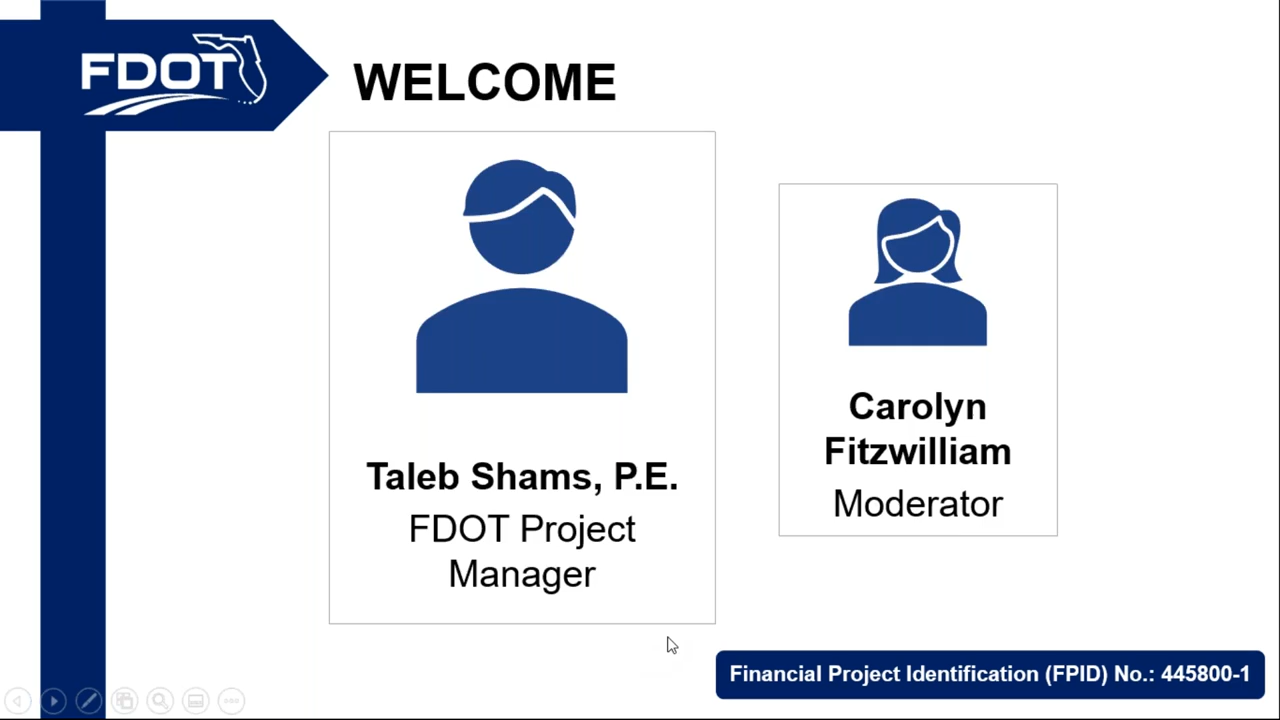 FDOT
WELCOME
Taleb Shams, P.E.
FDOT Project
Manager
Carolyn
Fitzwilliam
Moderator
Financial Project Identification (FPID) No.: 445800-1